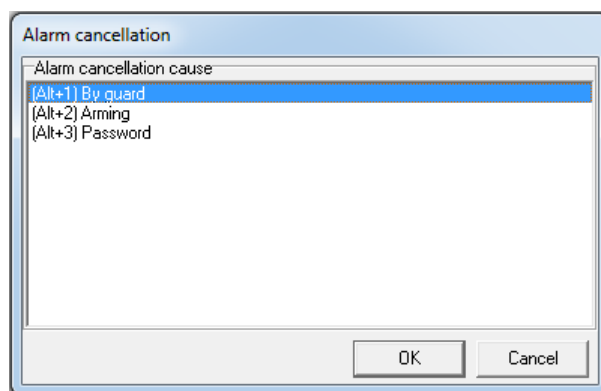 Alarm cancellation
Alarm cancellation cause
(Alt+1) By guard
(Alt+2) Arming
(Alt+3) Password
OK
Cancel